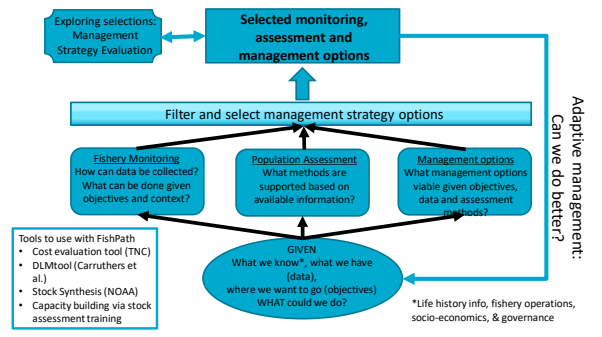 Exploring selections:
Management
Strategy Evaluation
Selected monitoring,
assessment and
management options
Filter and select management strategy options
Fishery Monitoring
How can data be collected?
What can be done given
objectives and context?
Population Assessment
What methods are
supported based on
available information?
Management options
What management options
viable given objectives,
data and assessment
methods?
Adaptive management:
Can we do better?
Tools to use with FishPath
• Cost evaluation tool (TNC)
• DLMtool (Carruthers et
al.)
• Stock Synthesis (NOAA)
• Capacity building via stock
assessment training
GIVEN
What we know*, what we have
(data),
where we want to go (objectives)
WHAT could we do?
*Life history info, fishery operations,
socio-economics, & governance